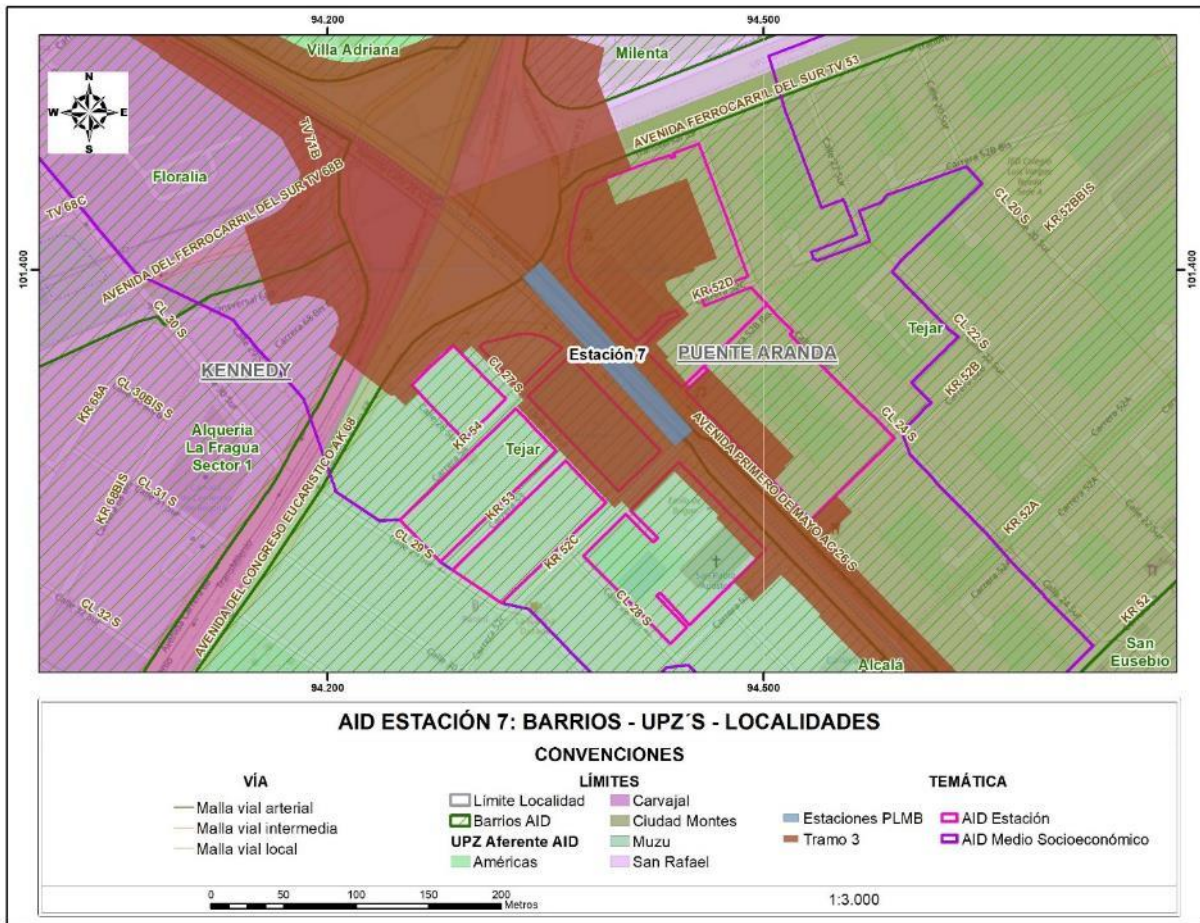 94.200
94.500
Villa Adriana
Milenta
N
W
E
S
AVENIDA FERROCARRIL DEL SUR TV 53
TV 71B
Floralia
AVENIDA DEL FERROCARRIL DEL SUR TV 68B
TV 68C
CL 20 S
KR 52BBIS
Calle 22 Sur
Carrera 52B Bis
101.400
101.400
KR 52D
CL 30 S
Tejar
CL 22 S
Estación 7
PUENTE ARANDA
KENNEDY
CL 27 S
KR 52B
KR 68A
CL 30BIS S
Alqueria
La Fragua
Sector 1
KR 54
Tejar
CL 24 S
AVENIDA PRIMERO DE MAYO AC 26 S
KR 68BIS
CL 31 S
KR 53
KR 52A
AVENIDA DEL CONGRESO EUCARISTICO AK 68
CL 29 S
KR 52C
CL 28 S
CL 32 S
KR 52
San
Eusebio
Alcalá
94.200
94.500
AID ESTACIÓN 7: BARRIOS - UPZ´S - LOCALIDADES
CONVENCIONES
VÍA
Malla vial arterial
Malla vial intermedia
Malla vial local
LÍMITES
Límite Localidad
Barrios AID
UPZ Aferente AID
Américas
Carvajal
Ciudad Montes
Muzu
San Rafael
TEMÁTICA
Estaciones PLMB
Tramo 3
AID Estación
AID Medio Socioeconómico
0 50 100 150 200
Metros
1:3.000